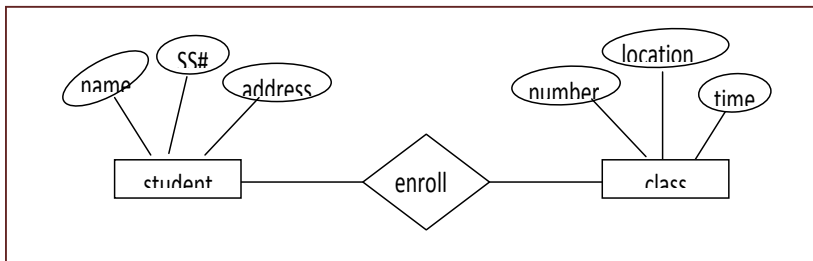 name
SS#
address
number
location
time
student
enroll
class